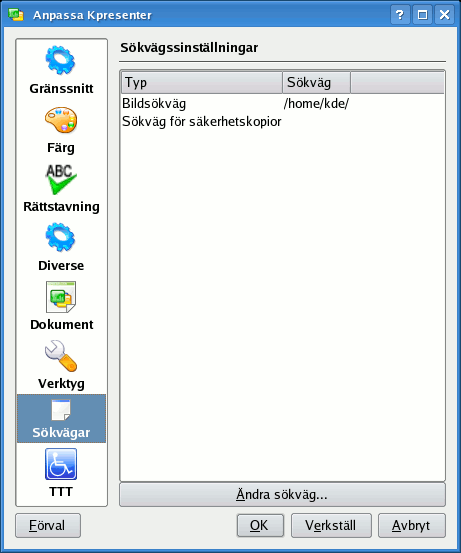 Anpassa Kpresenter
Gränssnitt
Färg
ABC
Rättstavning
Diverse
Dokument
Verktyg
Sökvägar
TTT
Sökvägssinställningar
Typ Sökväg
Bildsökväg /home/kde/
Sökväg för säkerhetskopior
Ändra sökväg...
Förval OK Verkställ Avbryt